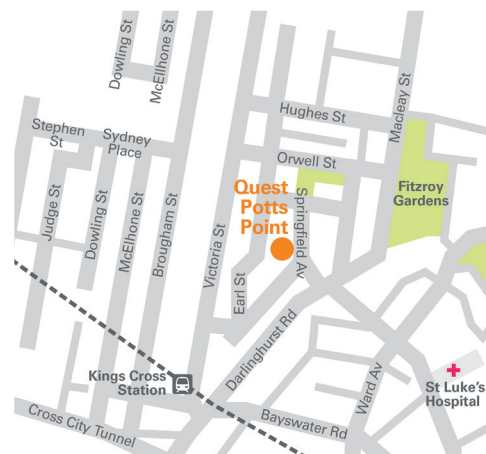 Dowling St
McEllhone St
Macleay St
Hughes St
Stephen
St
Sydney
Place
Orwell St
Quest
Potts
Point
Fitzroy
Gardens
Judge St
Dowling St
McEllhone St
Brougham St
Victoria St
Springfield Av
Earl St
Darlinghurst Rd
Kings Cross
Station
Ward Av
St Luke's
Hospital
Cross City Tunnel
Bayswater Rd